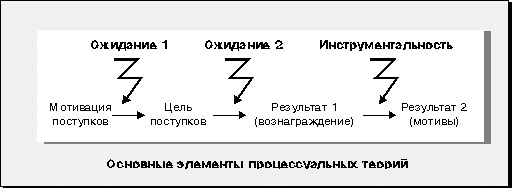 Ожидание 1 Ожидание 2 Инструментальность
Мотивация Цель Результат 1 Результат 2
поступков поступков (вознаграждение) (мотивы)
Основные элементы процессуальных теорий